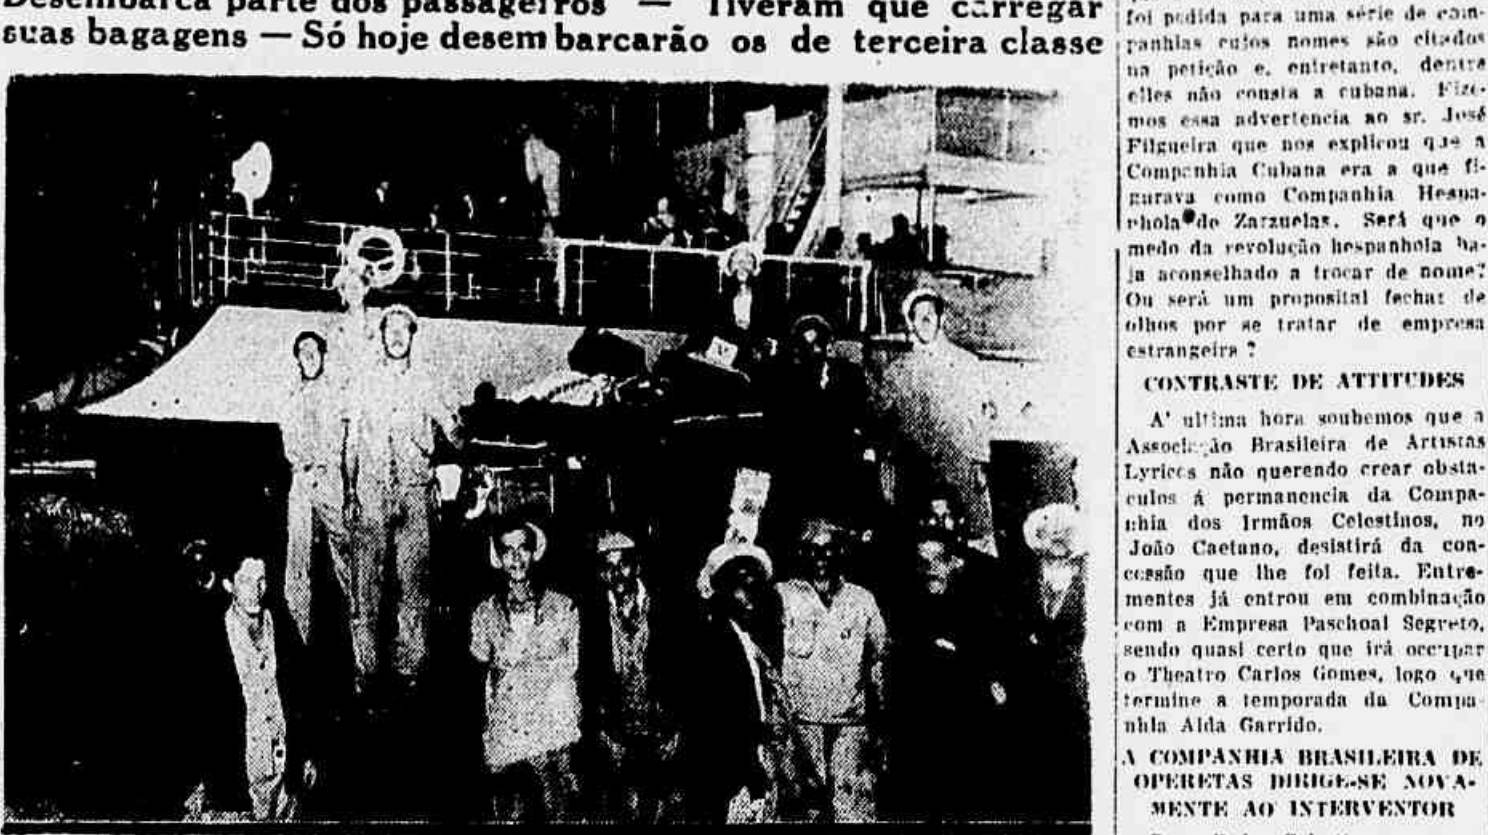 Desembarca parte dos passageiros — Tiveram que carregar
suas bagagens — Só hoje desembarcarão os de terceira classe
foi pedida para uma série de com-
panhias cujos nomes são citados
na petição e, entretanto, dentre
elles não consta a cubana. Fize-
mos essa advertencia ao sr. José
Filgueira que nos explicou que a
Companhia Cubana era a que fi-
gurava como Companhia Hespa-
nhola de Zarzuelas. Será que o
medo da revolução hespanhola ha-
ja aconselhado a trocar de nome?
Ou será um proposital fechar de
olhos por se tratar de empresa
estrangeira ?
CONTRASTE DE ATTITUDES
A' ultima hora soubemos que a
Associação Brasileira de Artistas
Lyricos não querendo crear obsta-
culos á permanencia da Compa-
nhia dos Irmãos Celestinos, no
João Caetano, desistirá da con-
cessão que lhe foi feita. Entre-
mentes já entrou em combinação
com a Empresa Paschoal Segreto,
sendo quasi certo que irá occupar
o Theatro Carlos Gomes, logo que
termine a temporada da Compa-
nhia Alda Garrido.
A COMPANHIA BRASILEIRA DE
OPERETAS DIRIGE-SE NOVA-
MENTE AO INTERVENTOR